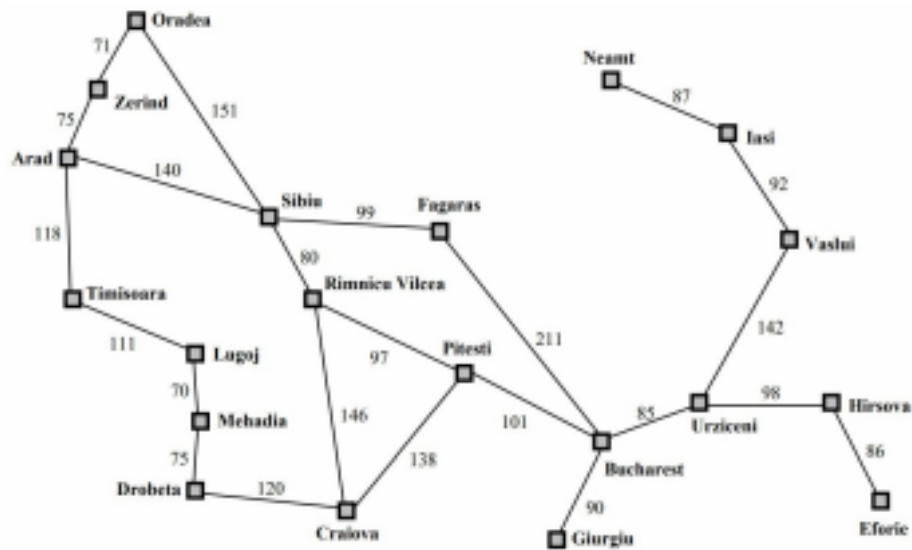 Oradea
71
Neamt
87
Zerind
151
75
Iasi
Arad
140
92
Sibiu
99
Fagaras
118
80
Vaslui
Timisoara
Rimnicu Vilcea
142
111
Lugoj
97
Pitesti
211
70
98
Hirsova
146
85
Urziceni
Mehadia
101
86
75
138
Bucharest
Drobeta
120
90
Craiova
Giurgiu
Eforie